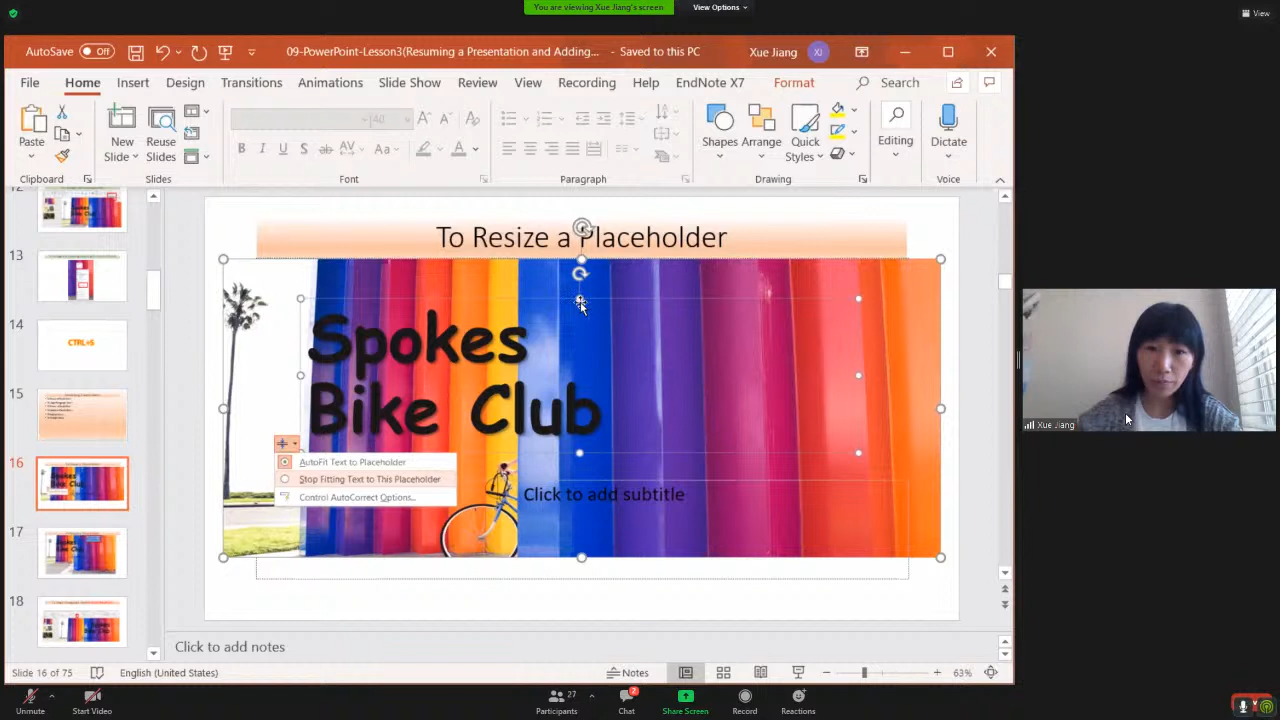 You are viewing Xue Jiang's screen
View Options
View
AutoSave
Off
09-PowerPoint-Lesson3(Resuming a Presentation and Adding... - Saved to this PC
Xue Jiang
XJ
File
Home
Insert
Design
Transitions
Animations
Slide Show
Review
View
Recording
Help
EndNote X7
Format
Search
Paste
New
Slide
Reuse
Slides
Shapes
Arrange
Quick
Styles
Editing
Dictate
Clipboard
Slides
Font
Paragraph
Drawing
Voice
12
13
14
CTRL+S
15
16
17
18
To Resize a Placeholder
Spokes
Bike Club
AutoFit Text to Placeholder
Stop Fitting Text to This Placeholder
Control AutoCorrect Options...
Click to add subtitle
Xue Jiang
Click to add notes
Slide 16 of 75
English (United States)
Notes
63%
Unmute
Start Video
27
Participants
2
Chat
Share Screen
Record
Reactions